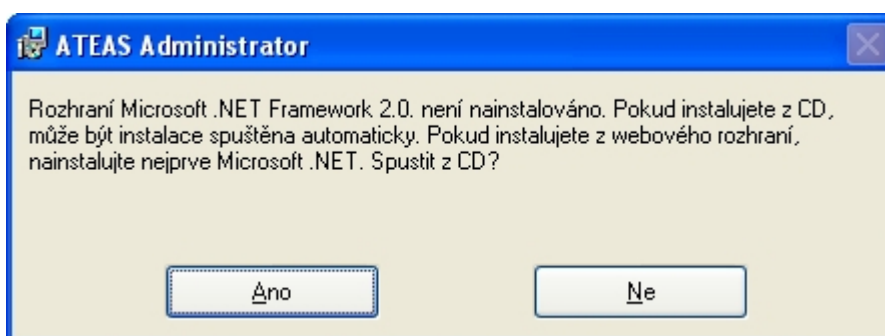 ATEAS Administrator
Rozhraní Microsoft .NET Framework 2.0. není nainstalováno. Pokud instalujete z CD,
může být instalace spuštěna automaticky. Pokud instalujete z webového rozhraní,
nainstalujte nejprve Microsoft .NET. Spustit z CD?
Ano
Ne